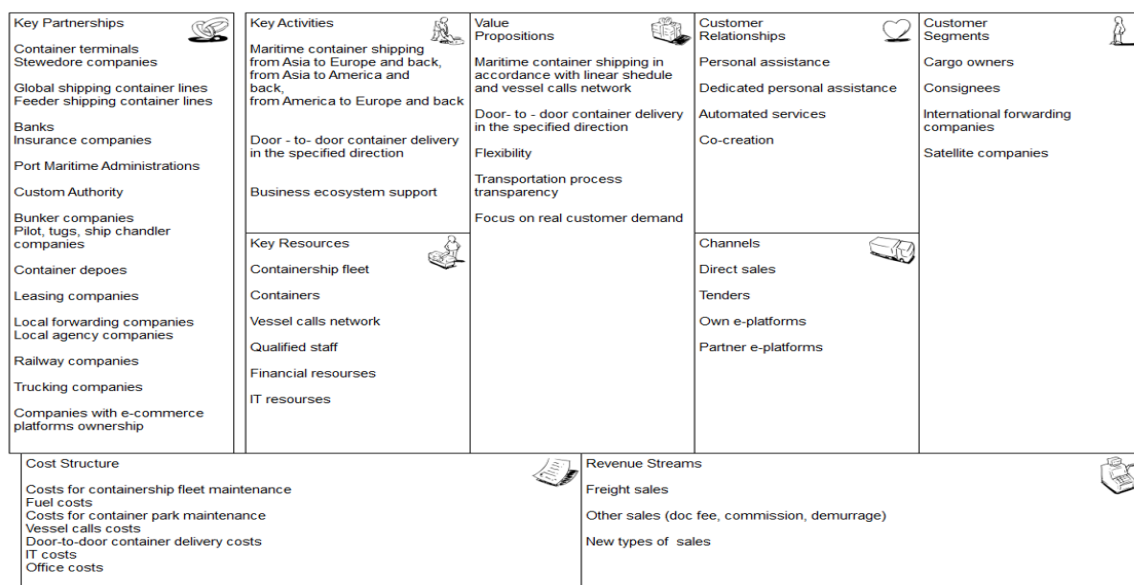 Key Partnerships
Container terminals
Stewedore companies
Global shipping container lines
Feeder shipping container lines
Banks
Insurance companies
Port Maritime Administrations
Custom Authority
Bunker companies
Pilot, tugs, ship chandler
companies
Container depoes
Leasing companies
Local forwarding companies
Local agency companies
Railway companies
Trucking companies
Companies with e-commerce
platforms ownership
Key Activities
Maritime container shipping
from Asia to Europe and back,
from Asia to America and
back,
from America to Europe and back
Door - to- door container delivery
in the specified direction
Business ecosystem support
Key Resources
Containership fleet
Containers
Vessel calls network
Qualified staff
Financial resourses
IT resourses
Value
Propositions
Maritime container shipping in
accordance with linear shedule
and vessel calls network
Door- to - door container delivery
in the specified direction
Flexibility
Transportation process
transparency
Focus on real customer demand
Customer
Relationships
Personal assistance
Dedicated personal assistance
Automated services
Co-creation
Channels
Direct sales
Tenders
Own e-platforms
Partner e-platforms
Customer
Segments
Cargo owners
Consignees
International forwarding
companies
Satellite companies
Cost Structure
Costs for containership fleet maintenance
Fuel costs
Costs for container park maintenance
Vessel calls costs
Door-to-door container delivery costs
IT costs
Office costs
Revenue Streams
Freight sales
Other sales (doc fee, commission, demurrage)
New types of  sales